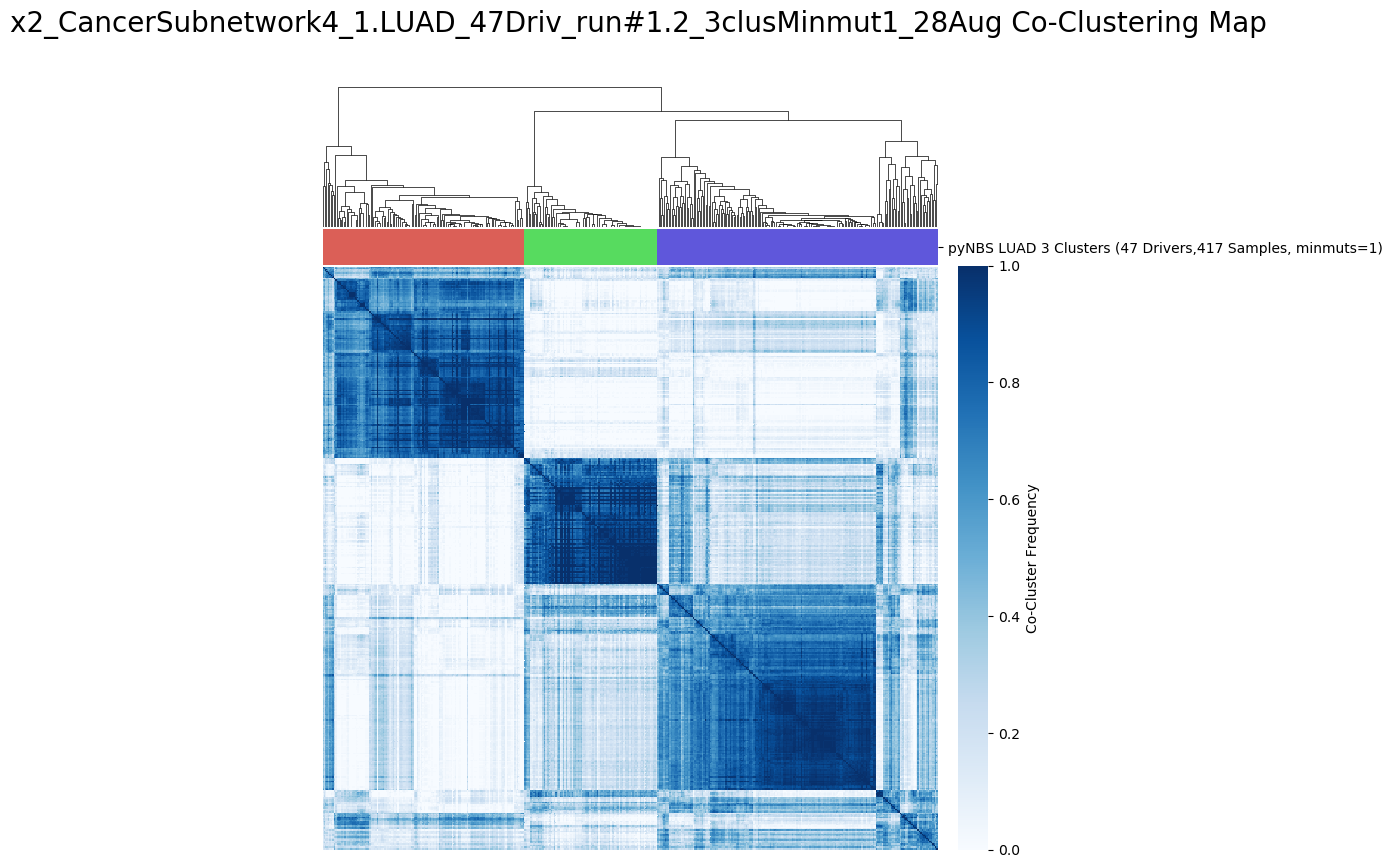 x2_CancerSubnetwork4_1.LUAD_47Driv_run#1.2_3clusMinmut1_28Aug Co-Clustering Map
pyNBS LUAD 3 Clusters (47 Drivers,417 Samples, minmuts=1)
1.0
0.8
0.6
0.4
0.2
0.0
Co-Cluster Frequency